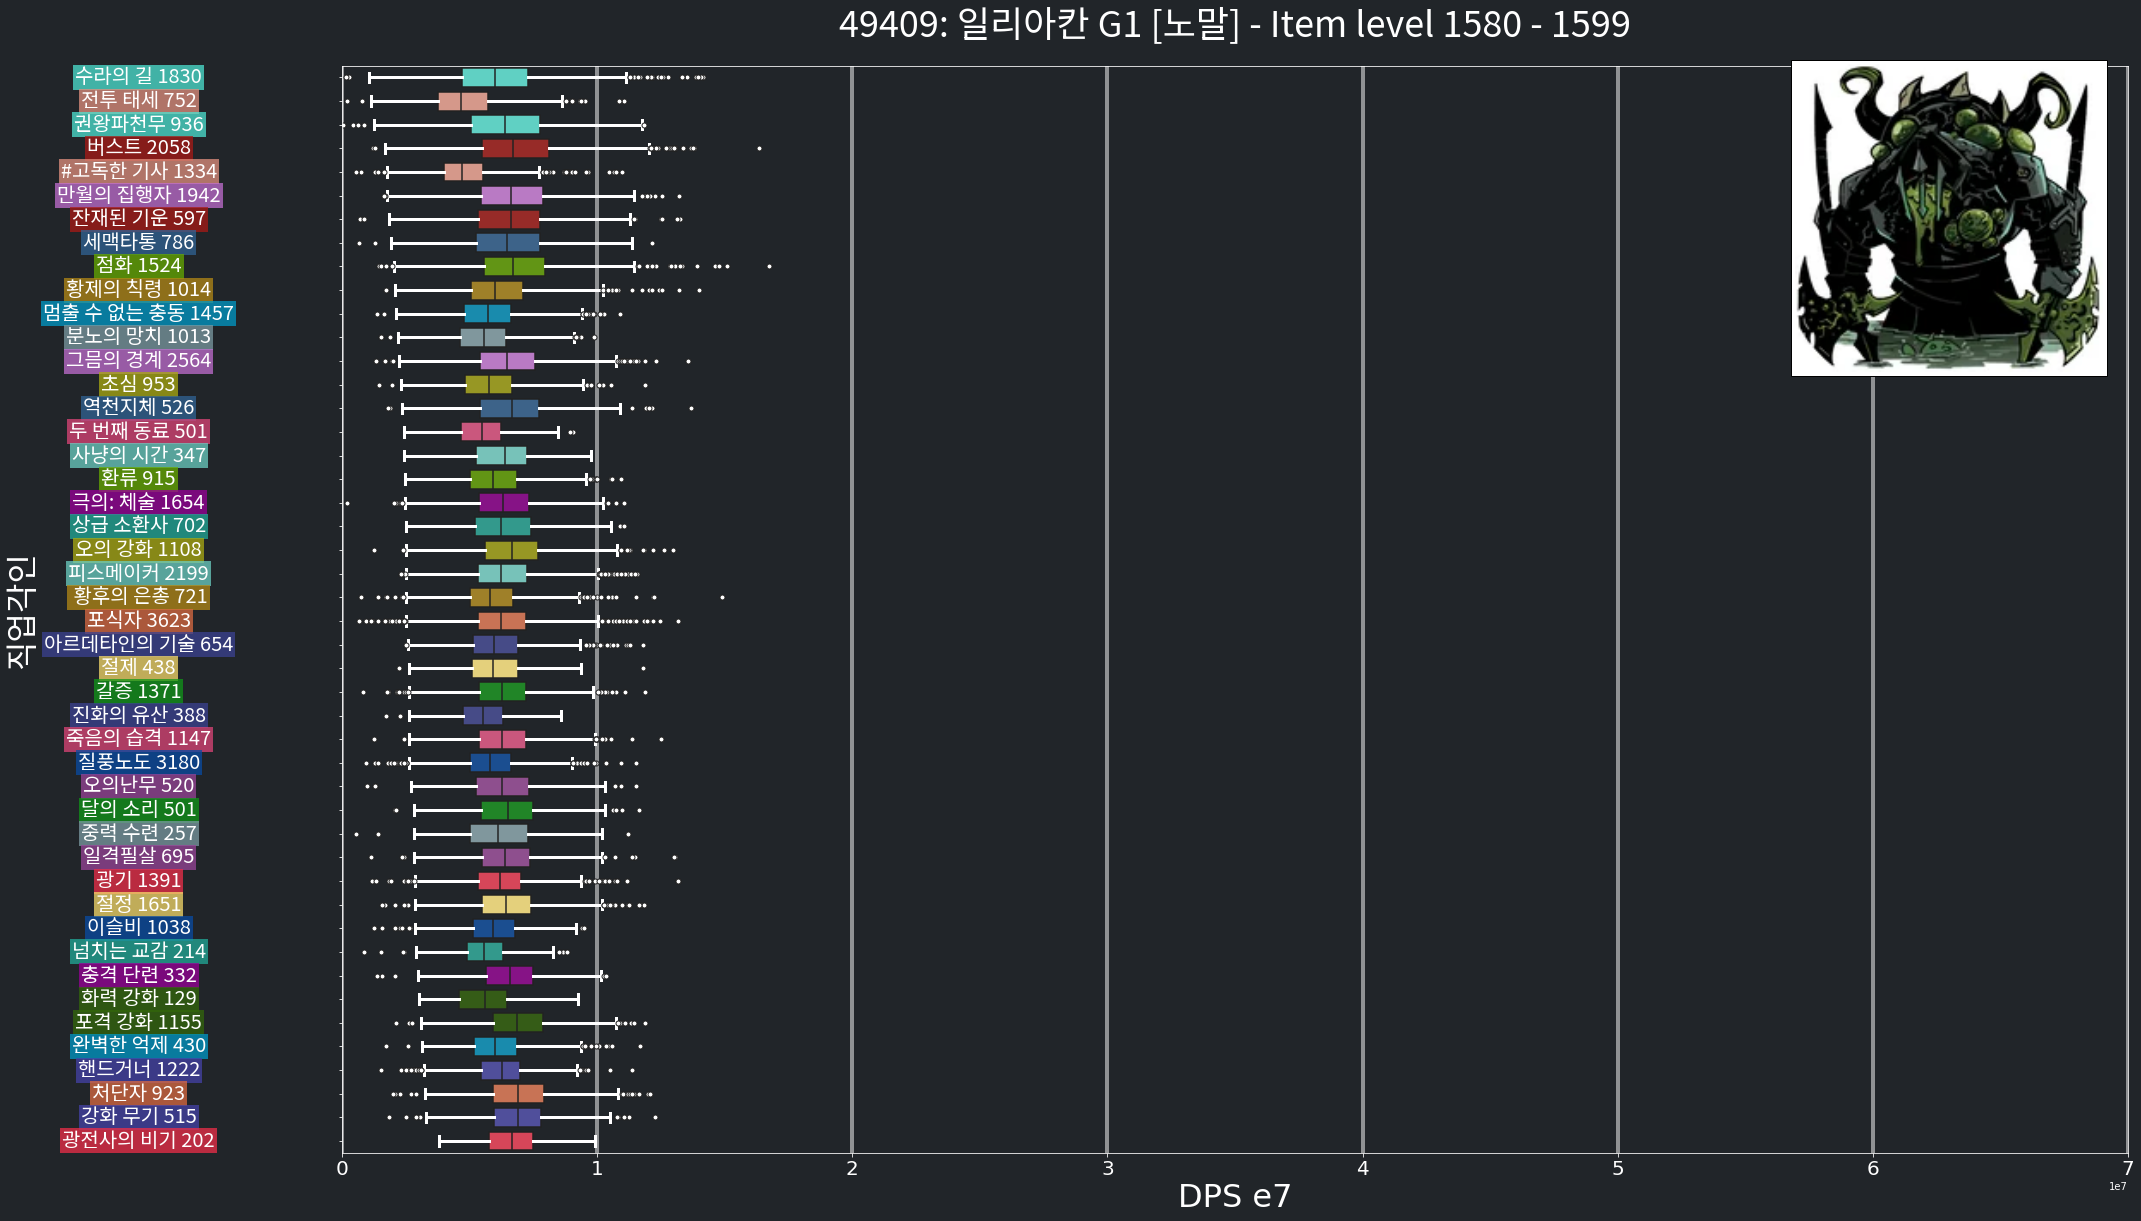 49409: 일리아칸 G1 [노말] - Item level 1580 - 1599
수라의 길 1830
전투 태세 752
권왕파천무 936
버스트 2058
#고독한 기사 1334
만월의 집행자 1942
잔재된 기운 597
세맥타통 786
점화 1524
황제의 칙령 1014
멈출 수 없는 충동 1457
분노의 망치 1013
그믐의 경계 2564
초심 953
역천지체 526
두 번째 동료 501
사냥의 시간 347
환류 915
극의: 체술 1654
상급 소환사 702
오의 강화 1108
피스메이커 2199
황후의 은총 721
포식자 3623
아르데타인의 기술 654
절제 438
갈증 1371
진화의 유산 388
죽음의 습격 1147
질풍노도 3180
오의난무 520
달의 소리 501
중력 수련 257
일격필살 695
광기 1391
절정 1651
이슬비 1038
넘치는 교감 214
충격 단련 332
화력 강화 129
포격 강화 1155
완벽한 억제 430
핸드거너 1222
처단자 923
강화 무기 515
광전사의 비기 202
직업각인
0 1 2 3 4 5 6 7
1e7
DPS e7